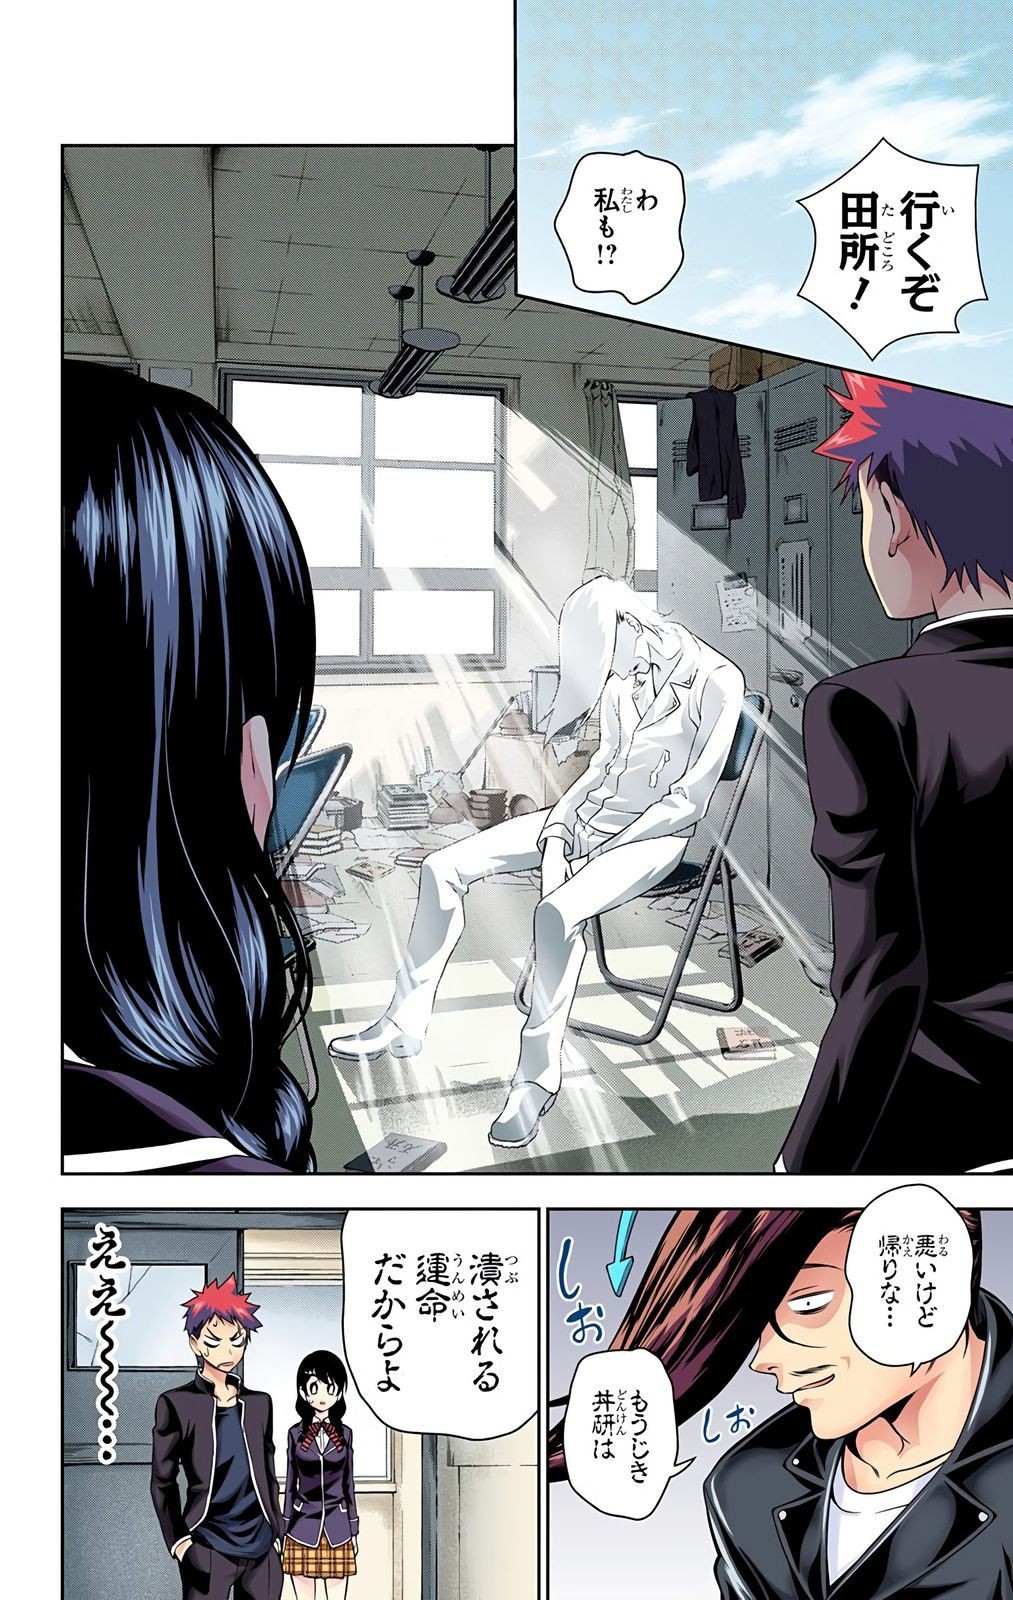 行くぞ
田所！
わ
私も!?
悪いけど
帰りな…
しお
しお
もうじき
丼研は
潰される
運命
だからよ
ええ～～～…